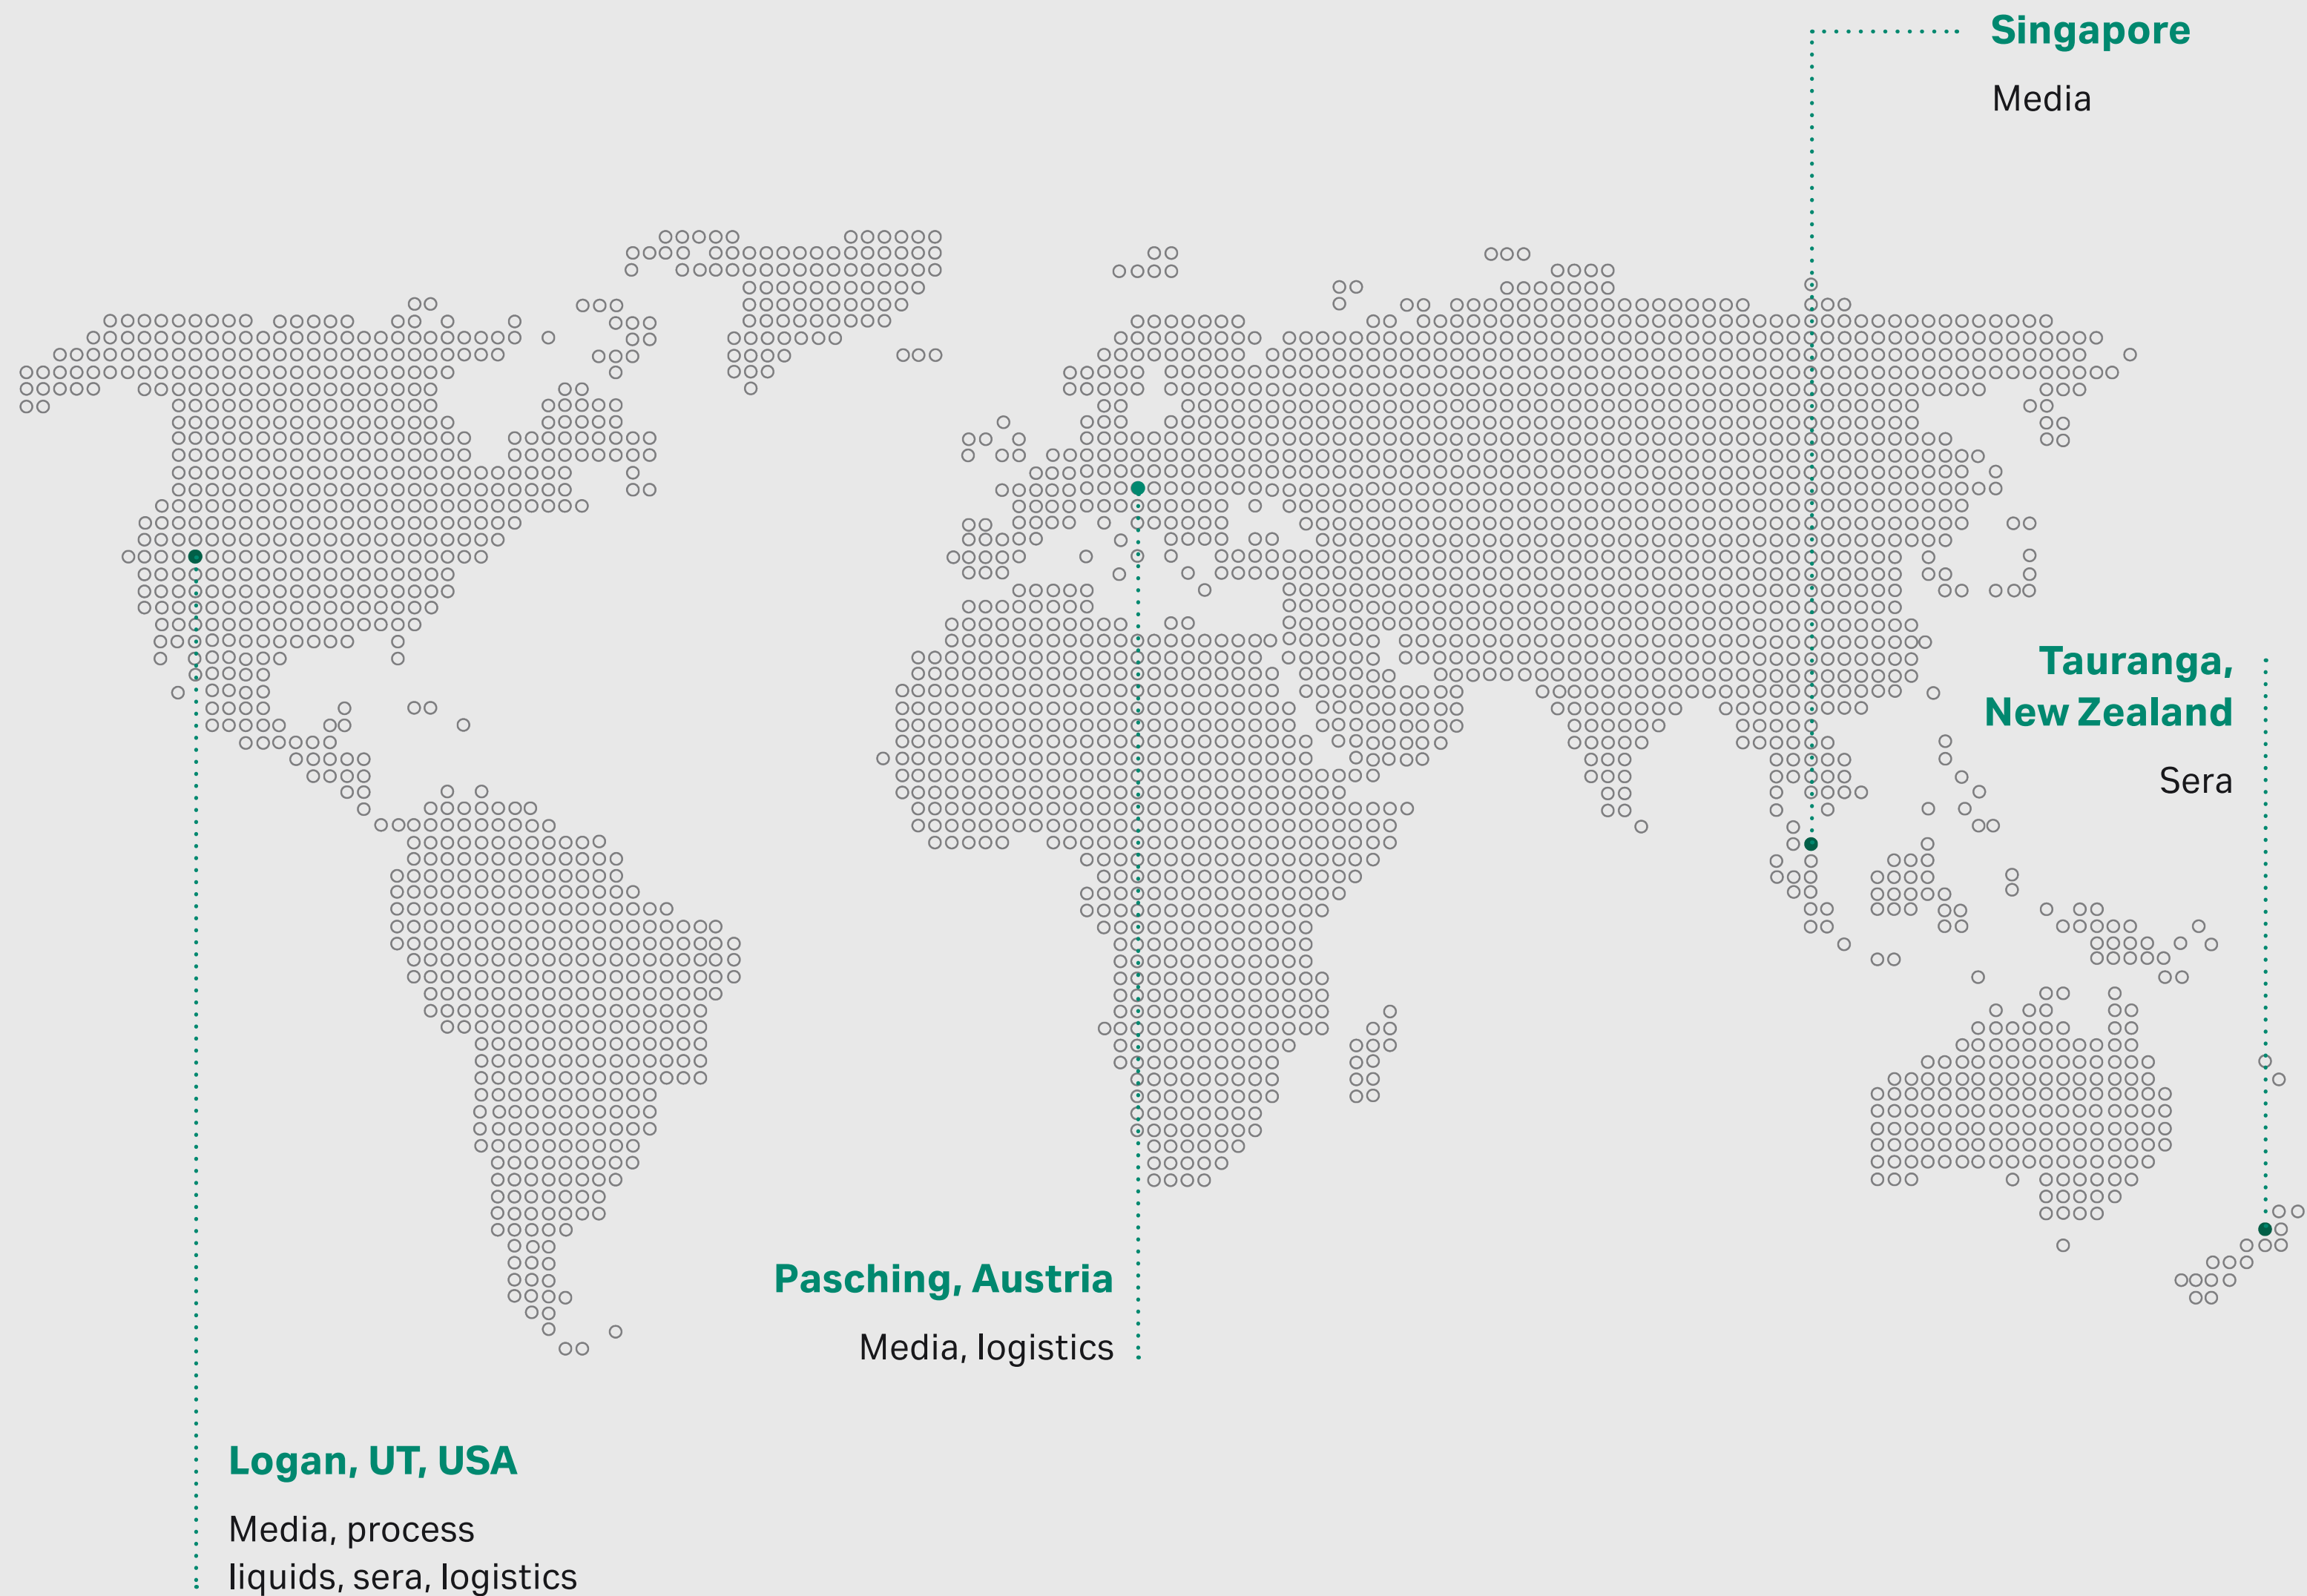 Singapore
Media
Tauranga,
New Zealand
Sera
Pasching, Austria
Media, logistics
Logan, UT, USA
Media, process
liquids, sera, logistics